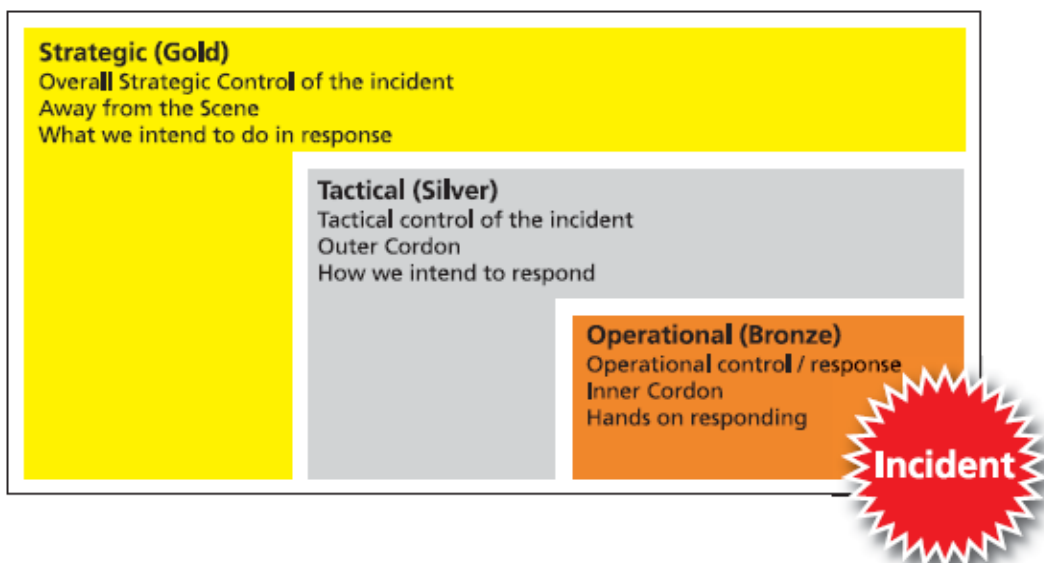 Strategic (Gold)
Overall Strategic Control of the incident
Away from the Scene
What we intend to do in response
Tactical (Silver)
Tactical control of the incident
Outer Cordon
How we intend to respond
Operational (Bronze)
Operational control / response
Inner Cordon
Hands on responding
Incident